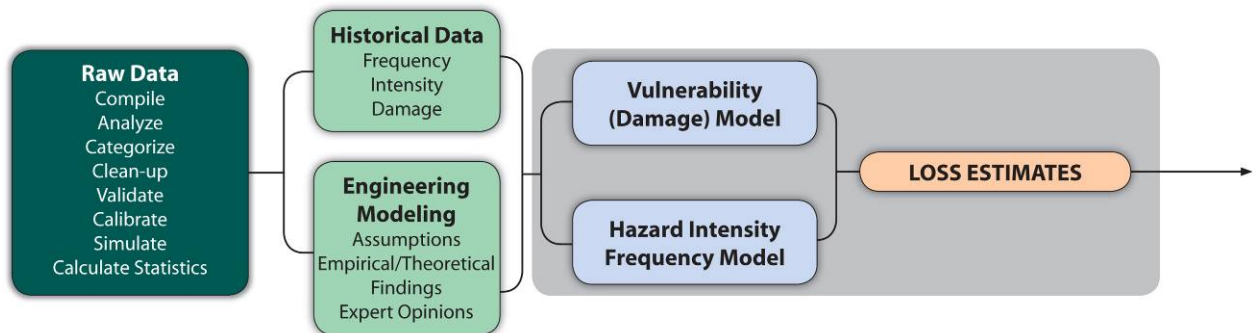 Raw Data
Compile
Analyze
Categorize
Clean-up
Validate
Calibrate
Simulate
Calculate Statistics
Historical Data
Frequency
Intensity
Damage
Engineering
Modeling
Assumptions
Empirical/Theoretical
Findings
Expert Opinions
Vulnerability
(Damage) Model
Hazard Intensity
Frequency Model
LOSS ESTIMATES